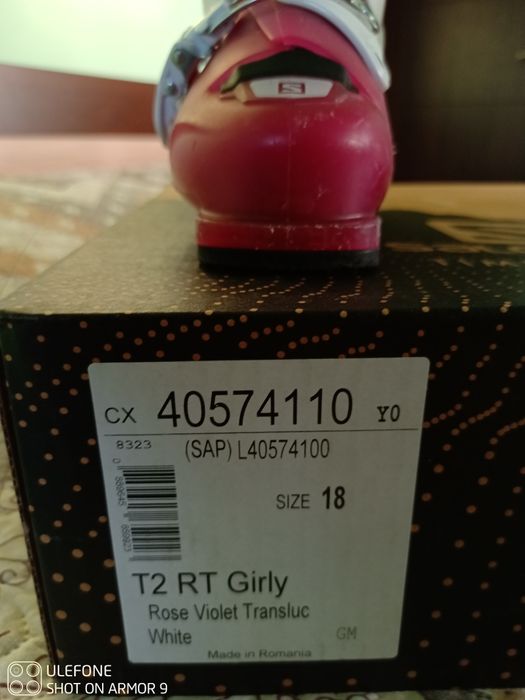 CX 40574110 YO
8323 (SAP) L40574100
SIZE 18
T2 RT Girly
Rose Violet Transluc
White GM
Made in Romania
ULEFONE
SHOT ON ARMOR 9